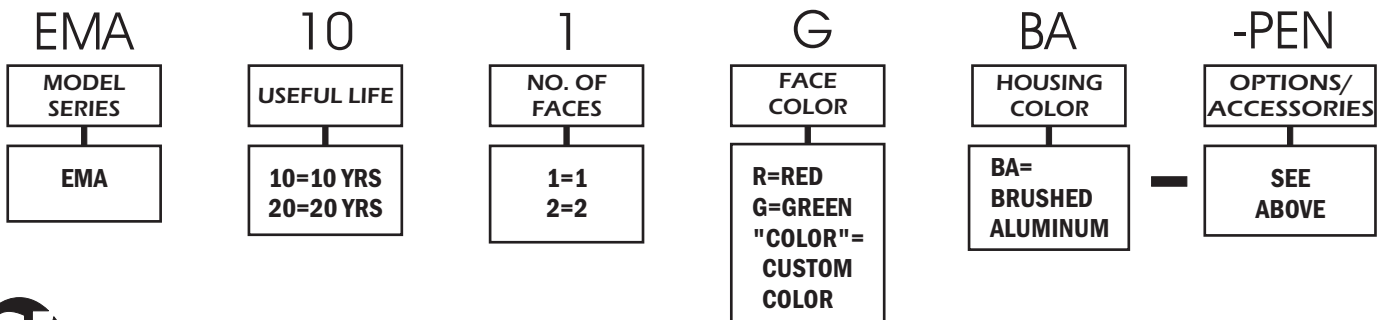 EMA 10 1 G BA -PEN
MODEL
SERIES
USEFUL LIFE
NO. OF
FACES
FACE
COLOR
HOUSING
COLOR
OPTIONS/
ACCESSORIES
EMA
10=10 YRS
20=20 YRS
1=1
2=2
R=RED
G=GREEN
"COLOR"=
CUSTOM
COLOR
BA=
BRUSHED
ALUMINUM
SEE
ABOVE